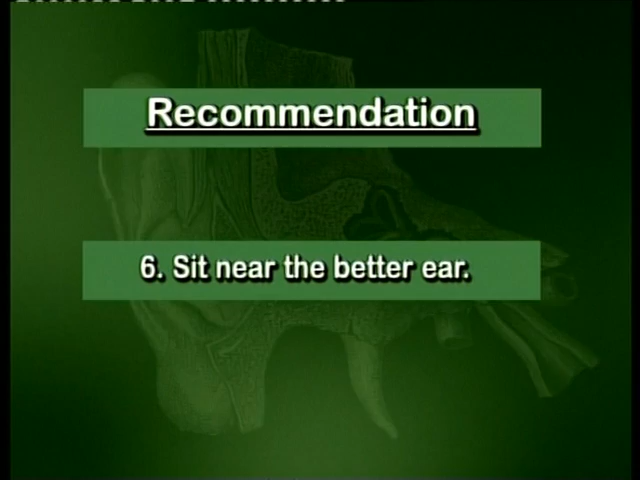 Recommendation
6. Sit near the better ear.